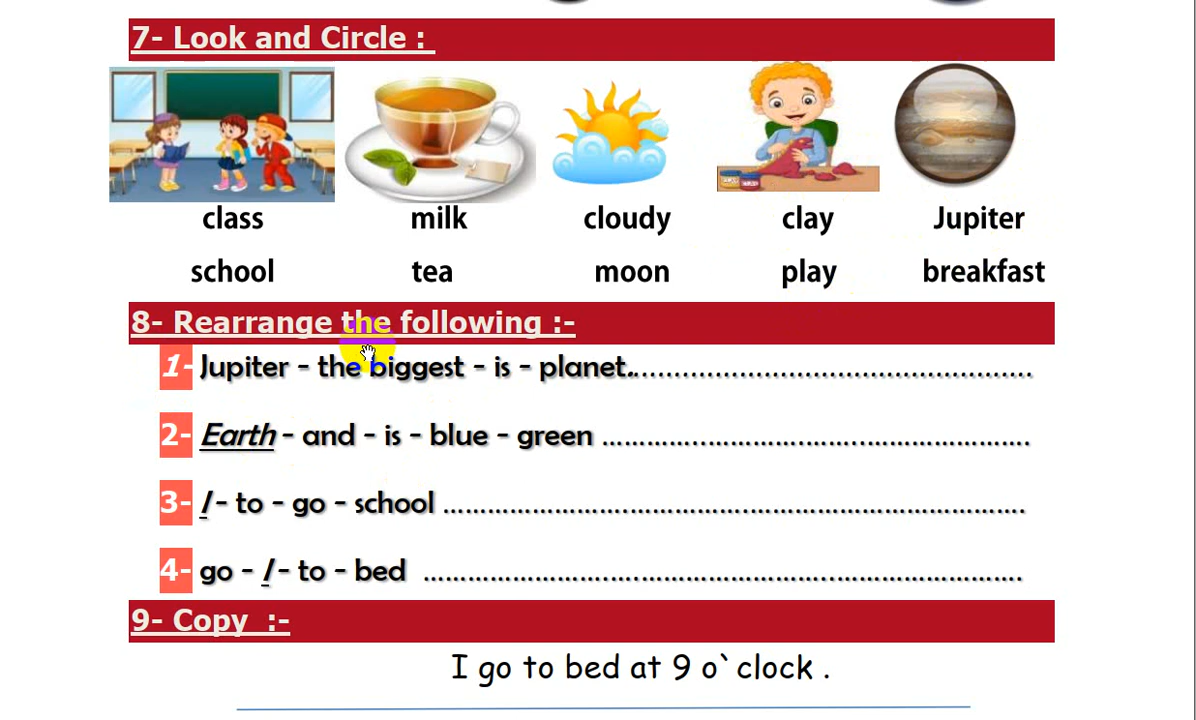 7- Look and Circle :
class milk cloudy clay Jupiter
school tea moon play breakfast
8- Rearrange the following :-
1- Jupiter - the biggest - is - planet...............................................
2- Earth - and - is - blue - green ...............................................
3- I - to - go - school ...............................................
4- go - I - to - bed ...............................................
9- Copy :-
I go to bed at 9 o`clock .